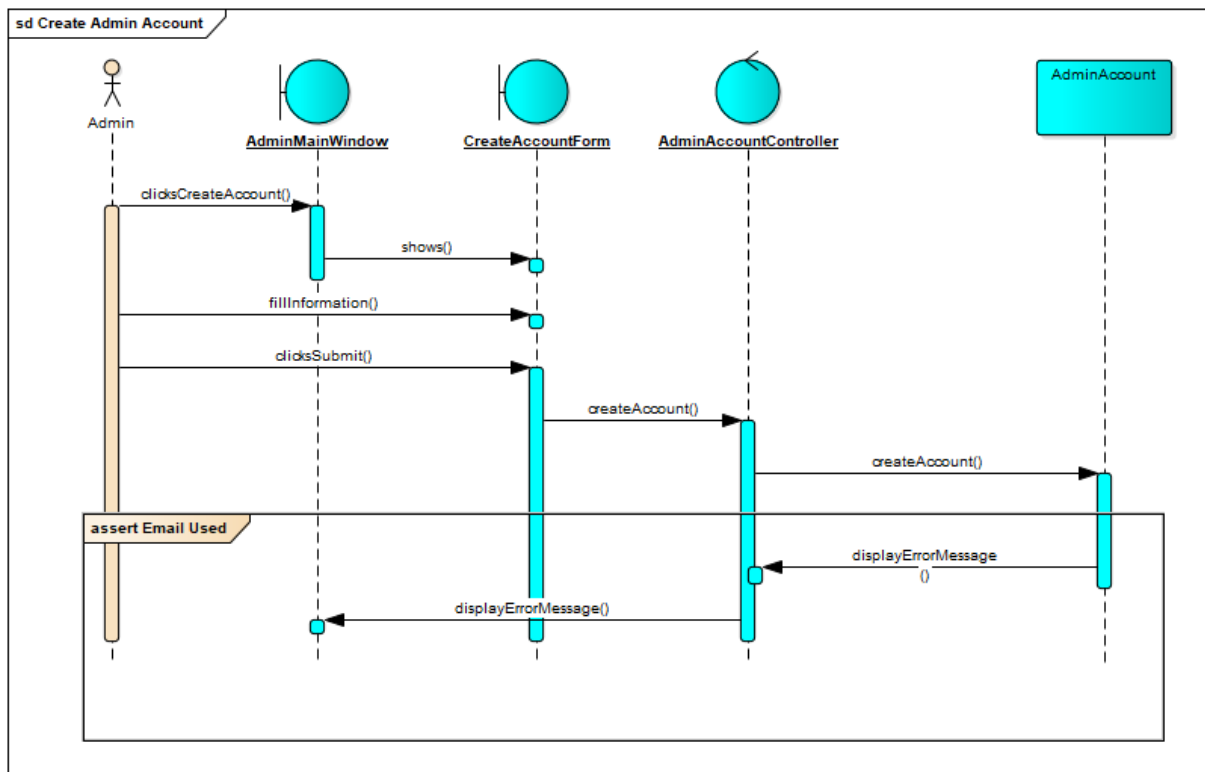 sd Create Admin Account
Admin
AdminMainWindow
CreateAccountForm
AdminAccountController
AdminAccount
clicksCreateAccount()
shows()
fillInformation()
clicksSubmit()
createAccount()
createAccount()
assert Email Used
displayErrorMessage
()
displayErrorMessage()